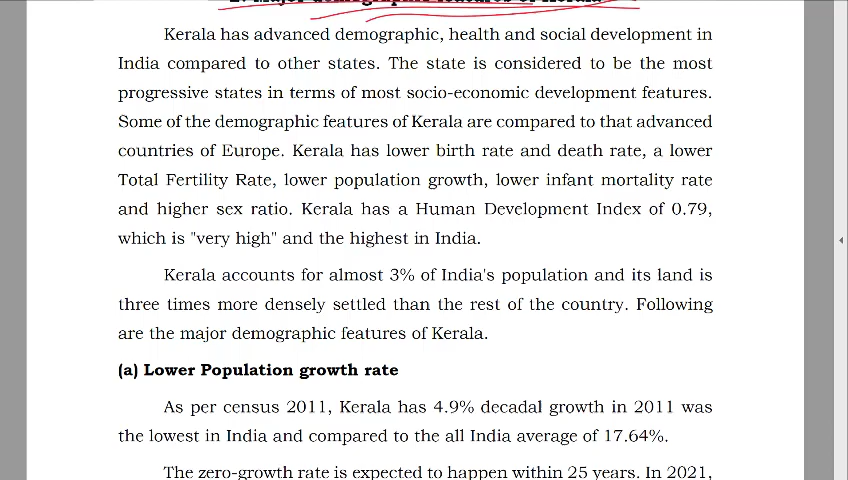 2. Major demographic features of Kerala
Kerala has advanced demographic, health and social development in
India compared to other states. The state is considered to be the most
progressive states in terms of most socio-economic development features.
Some of the demographic features of Kerala are compared to that advanced
countries of Europe. Kerala has lower birth rate and death rate, a lower
Total Fertility Rate, lower population growth, lower infant mortality rate
and higher sex ratio. Kerala has a Human Development Index of 0.79,
which is "very high" and the highest in India.
Kerala accounts for almost 3% of India's population and its land is
three times more densely settled than the rest of the country. Following
are the major demographic features of Kerala.
(a) Lower Population growth rate
As per census 2011, Kerala has 4.9% decadal growth in 2011 was
the lowest in India and compared to the all India average of 17.64%.
The zero-growth rate is expected to happen within 25 years. In 2021,